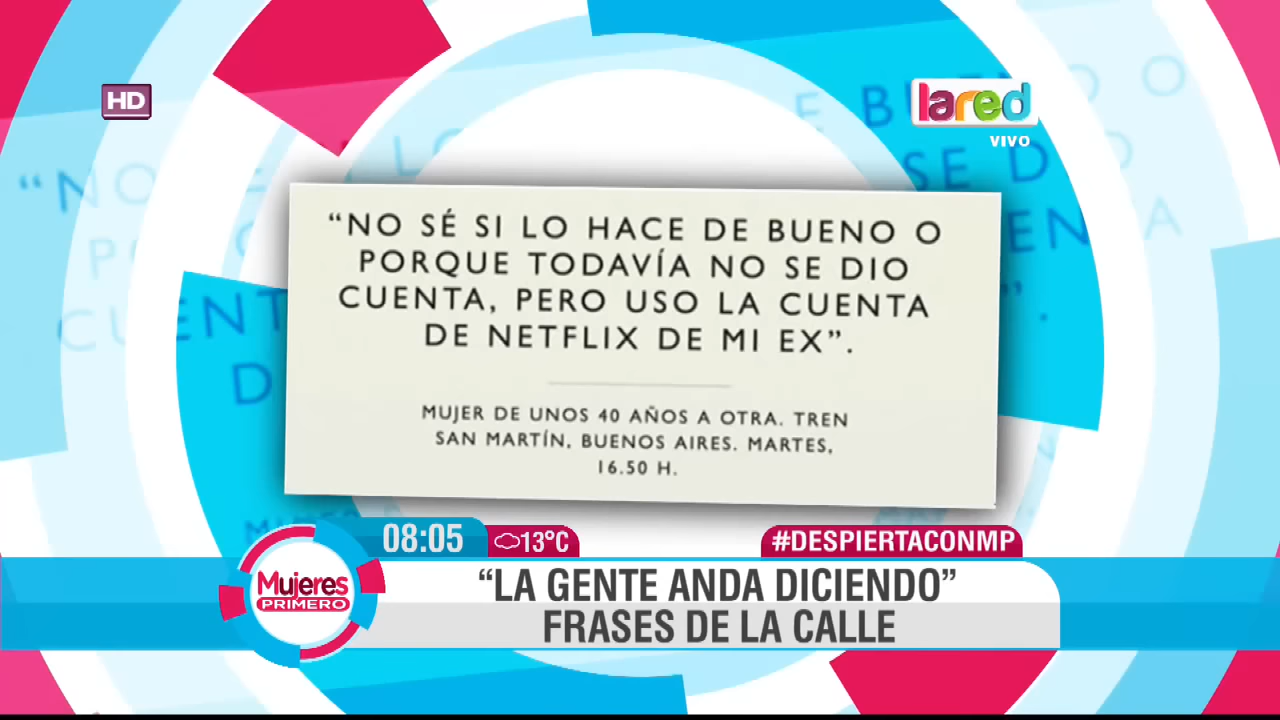 HD
lared
VIVO
“NO SÉ SI LO HACE DE BUENO O
PORQUE TODAVÍA NO SE DIO
CUENTA, PERO USO LA CUENTA
DE NETFLIX DE MI EX”.
MUJER DE UNOS 40 AÑOS A OTRA. TREN
SAN MARTÍN, BUENOS AIRES. MARTES,
16.50 H.
08:05
13°C
#DESPIERTACONMP
Mujeres
PRIMERO
“LA GENTE ANDA DICIENDO”
FRASES DE LA CALLE